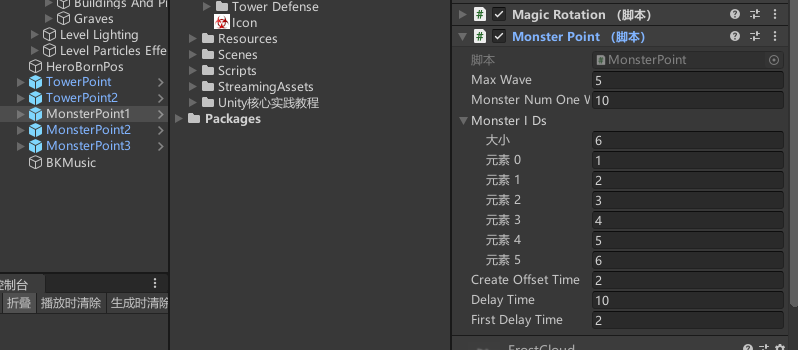 Buildings And Pr
Graves
Level Lighting
Level Particles Effe
HeroBornPos
TowerPoint
TowerPoint2
MonsterPoint1
MonsterPoint2
MonsterPoint3
BKMusic
控制台
折叠
播放时清除
生成时清除
Tower Defense
Icon
Resources
Scenes
Scripts
StreamingAssets
Unity核心实践教程
Packages
Magic Rotation （脚本）
Monster Point （脚本）
脚本 MonsterPoint
Max Wave 5
Monster Num One W 10
Monster I Ds
大小 6
元素 0 1
元素 1 2
元素 2 3
元素 3 4
元素 4 5
元素 5 6
Create Offset Time 2
Delay Time 10
First Delay Time 2
FrostCloud